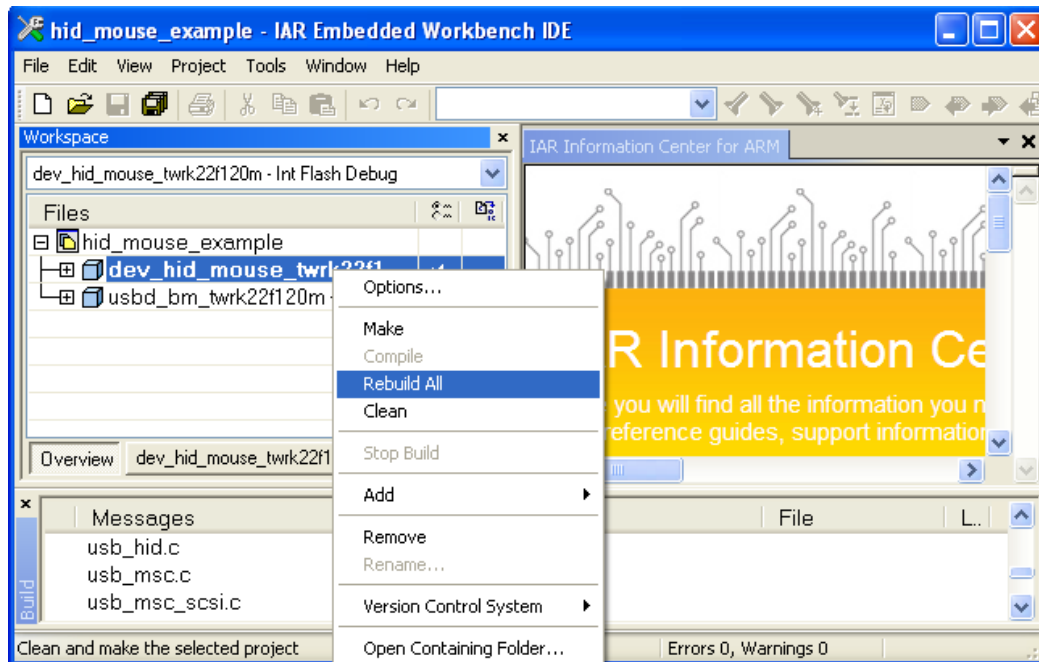 hid_mouse_example - IAR Embedded Workbench IDE
File Edit View Project Tools Window Help
Workspace
IAR Information Center for ARM
dev_hid_mouse_twrk22f120m - Int Flash Debug
Files
hid_mouse_example
dev_hid_mouse_twrk22f1
usbd_bm_twrk22f120m -
Options...
Make
Compile
Rebuild All
Clean
Stop Build
Add
Remove
Rename...
Version Control System
Open Containing Folder...
R Information Ce
you will find all the information you n
reference guides, support information
Overview dev_hid_mouse_twrk22f1
Messages File L..
usb_hid.c
usb_msc.c
usb_msc_scsi.c
Build
Clean and make the selected project
Errors 0, Warnings 0